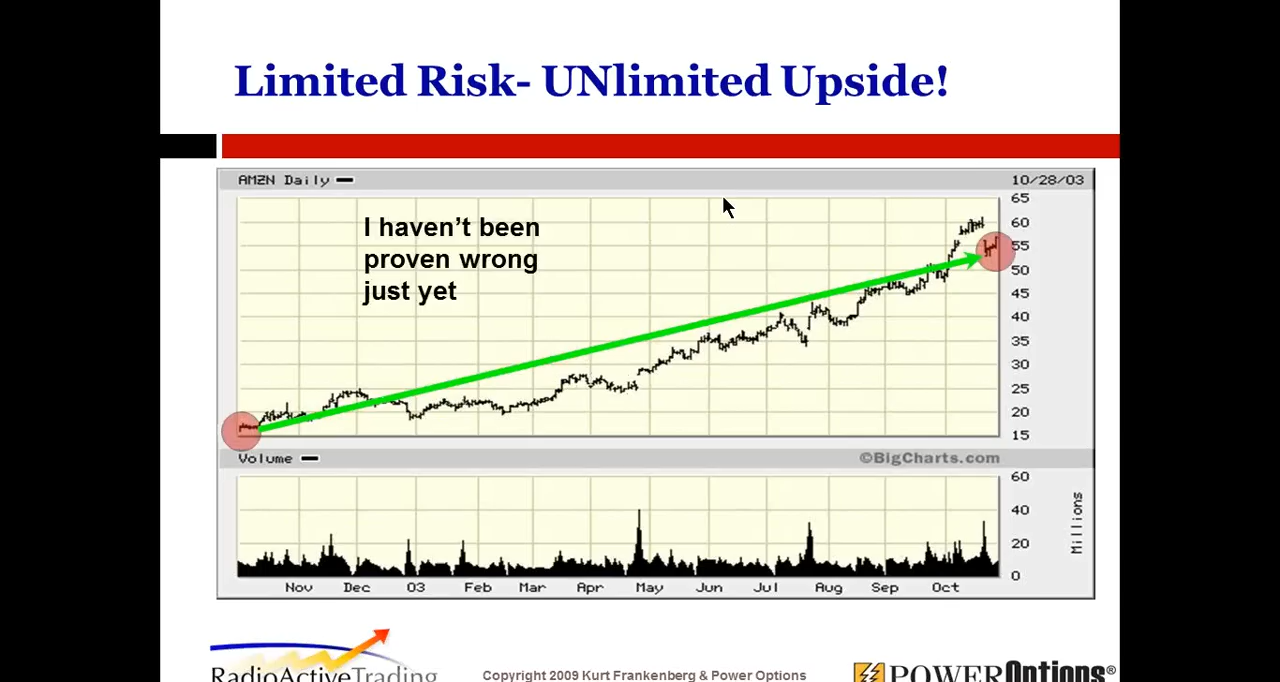 Limited Risk- UNlimited Upside!
AMZN Daily
10/28/03
I haven't been
proven wrong
just yet
65
60
55
50
45
40
35
30
25
20
15
Volume
©BigCharts.com
60
40
20
0
Millions
Nov Dec 03 Feb Mar Apr May Jun Jul Aug Sep Oct
RadioActiveTrading
Copyright 2009 Kurt Frankenberg & Power Options
POWEROptions®